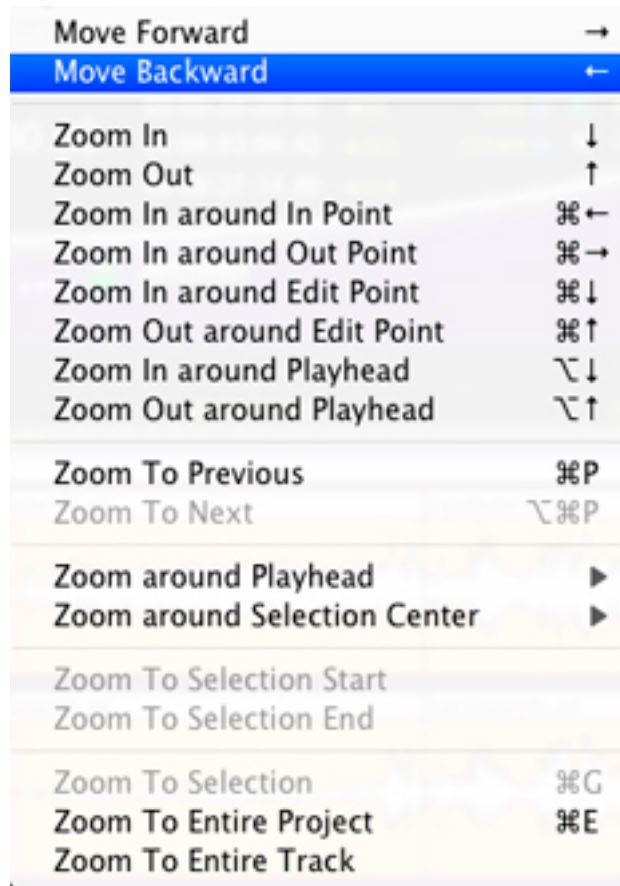 Move Forward →
Move Backward ←
Zoom In ↓
Zoom Out ↑
Zoom In around In Point ⌘←
Zoom In around Out Point ⌘→
Zoom In around Edit Point ⌘↓
Zoom Out around Edit Point ⌘↑
Zoom In around Playhead ⌥↓
Zoom Out around Playhead ⌥↑
Zoom To Previous ⌘P
Zoom To Next ⌥⌘P
Zoom around Playhead ▶
Zoom around Selection Center ▶
Zoom To Selection Start
Zoom To Selection End
Zoom To Selection ⌘G
Zoom To Entire Project ⌘E
Zoom To Entire Track